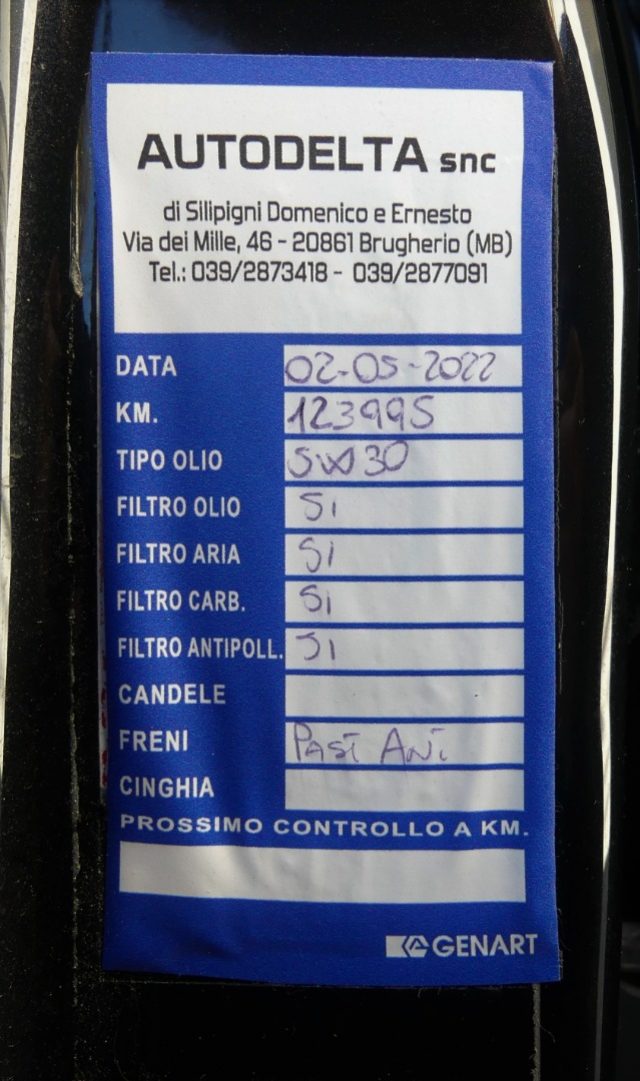 AUTODELTA snc
di Silipigni Domenico e Ernesto
Via dei Mille, 46 - 20861 Brugherio (MB)
Tel.: 039/2873418 - 039/2877091
DATA 02-05-2022
KM. 123995
TIPO OLIO 5W30
FILTRO OLIO Si
FILTRO ARIA Si
FILTRO CARB. Si
FILTRO ANTIPOLL. Si
CANDELE
FRENI Past Ant
CINGHIA
PROSSIMO CONTROLLO A KM.
GENART